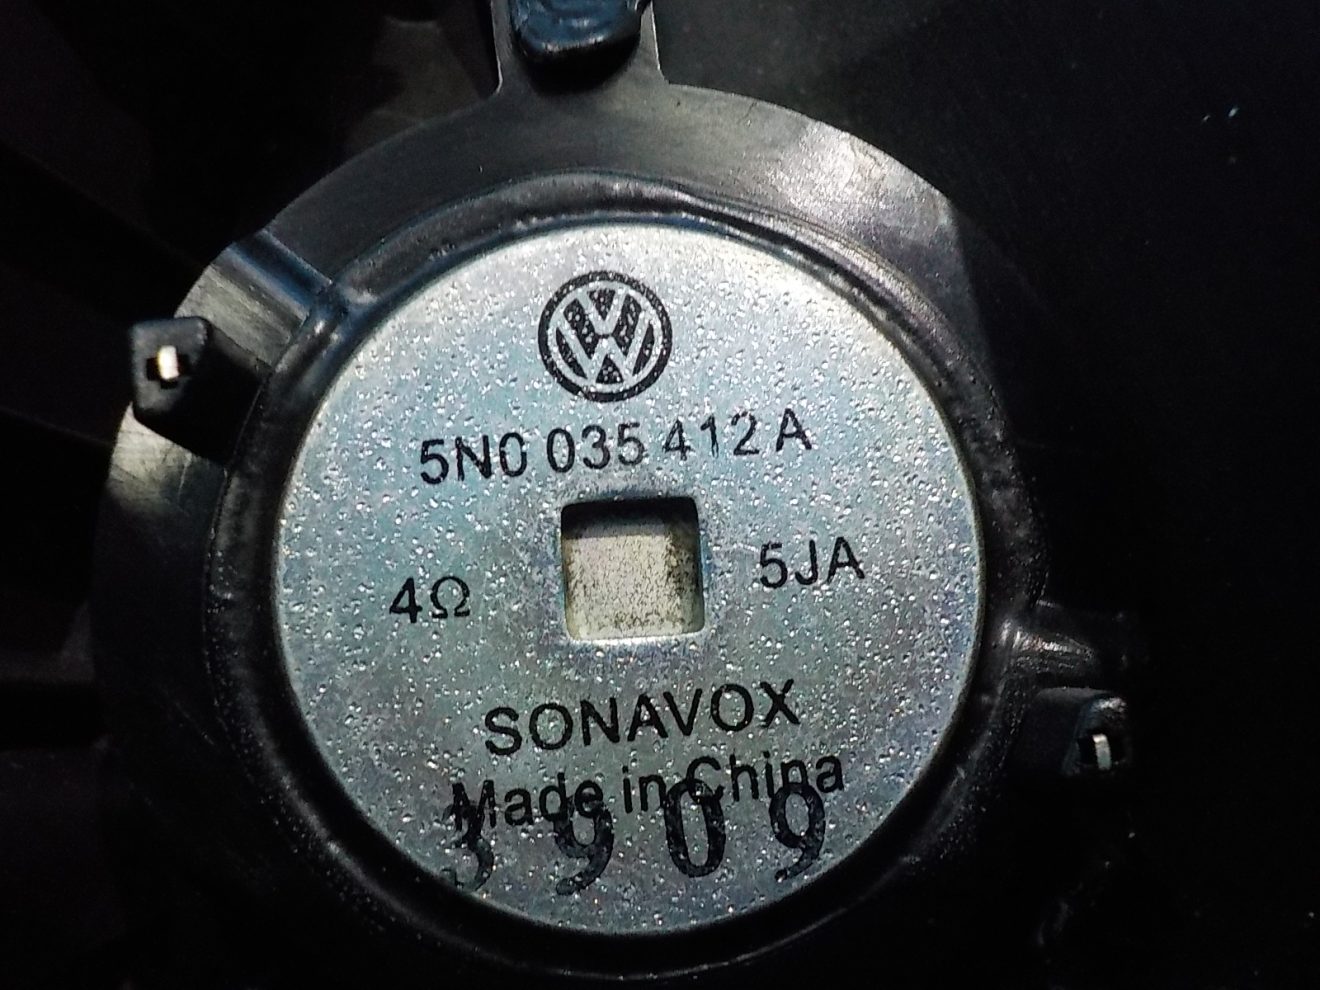 5N0 035 412 A
4Ω 5JA
SONAVOX
Made in China
3909